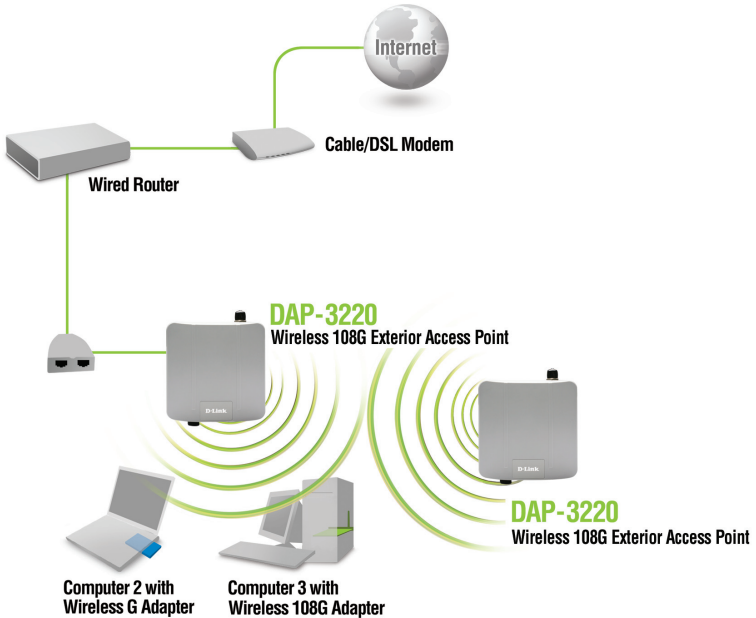 Internet
Cable/DSL Modem
Wired Router
DAP-3220
Wireless 108G Exterior Access Point
D-Link
D-Link
DAP-3220
Wireless 108G Exterior Access Point
Computer 2 with
Wireless G Adapter
Computer 3 with
Wireless 108G Adapter